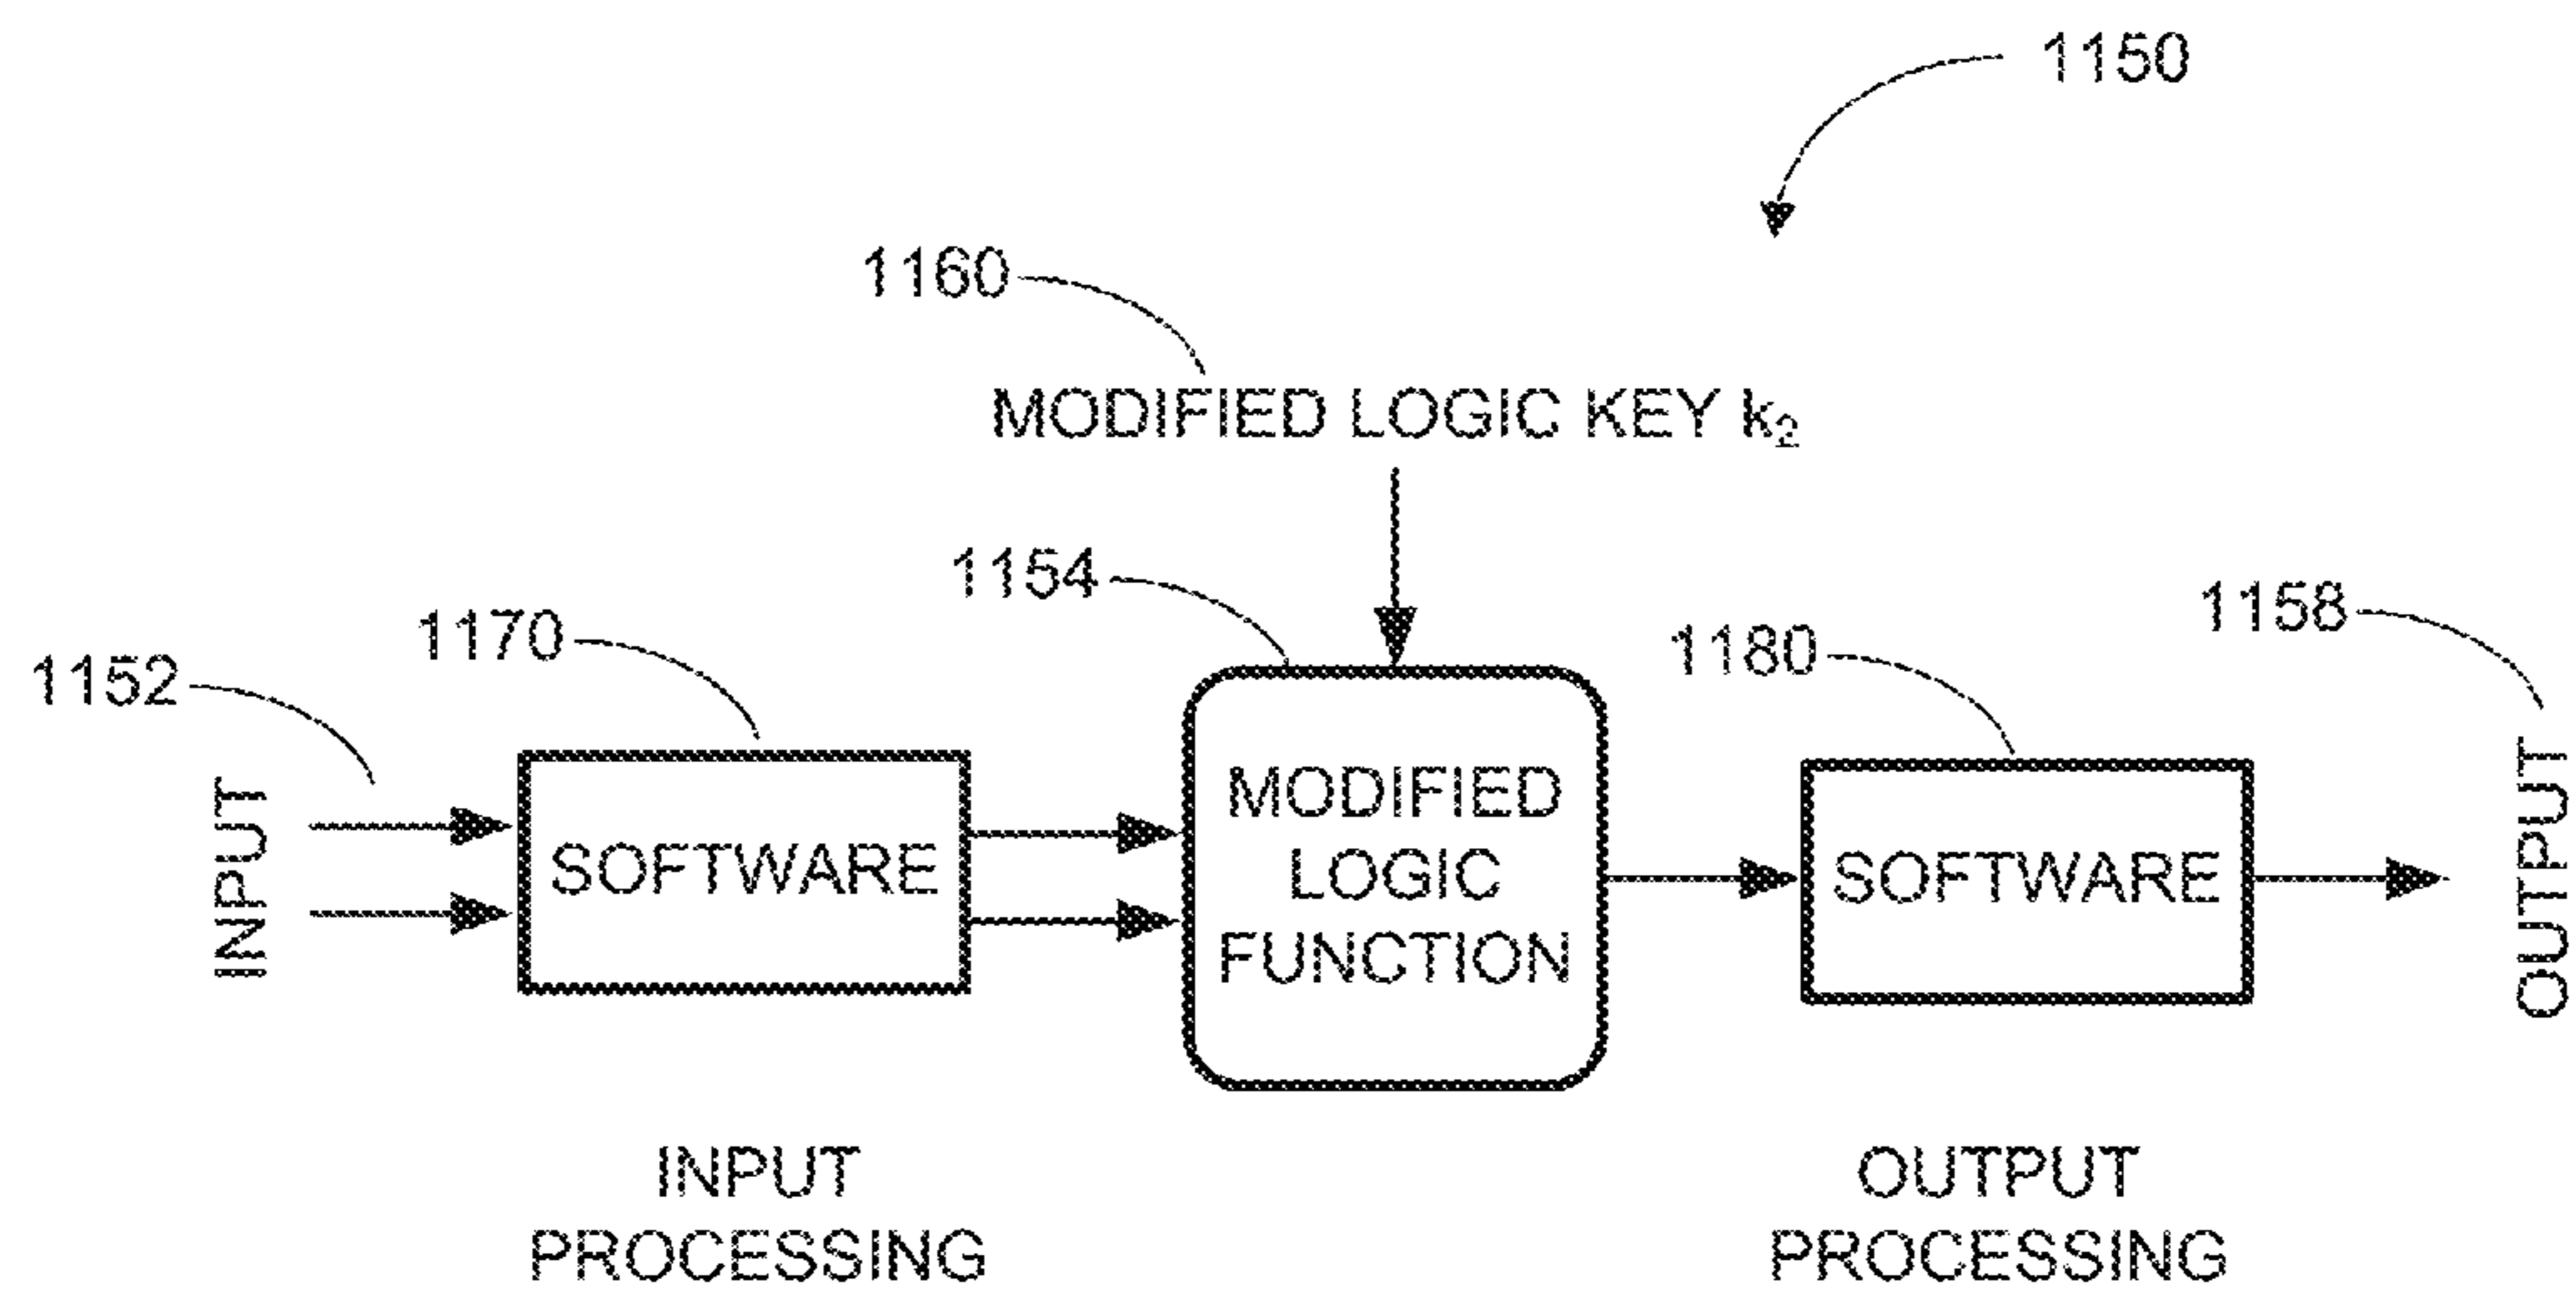 1150
1160
MODIFIED LOGIC KEY k₂
1154
1158
1170
1180
1152
INPUT
SOFTWARE
MODIFIED
LOGIC
FUNCTION
SOFTWARE
OUTPUT
INPUT
PROCESSING
OUTPUT
PROCESSING